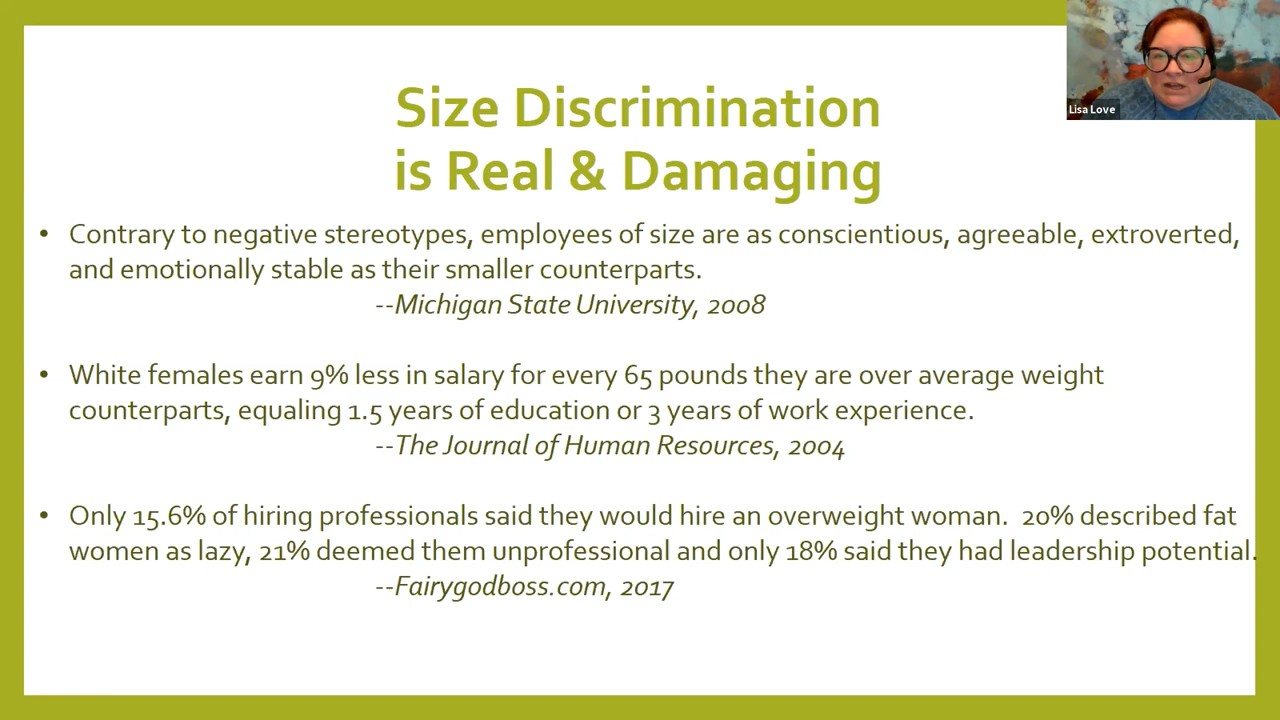 Size Discrimination
is Real & Damaging
Lisa Love
• Contrary to negative stereotypes, employees of size are as conscientious, agreeable, extroverted,
and emotionally stable as their smaller counterparts.
--Michigan State University, 2008
• White females earn 9% less in salary for every 65 pounds they are over average weight
counterparts, equaling 1.5 years of education or 3 years of work experience.
--The Journal of Human Resources, 2004
• Only 15.6% of hiring professionals said they would hire an overweight woman.  20% described fat
women as lazy, 21% deemed them unprofessional and only 18% said they had leadership potential.
--Fairygodboss.com, 2017